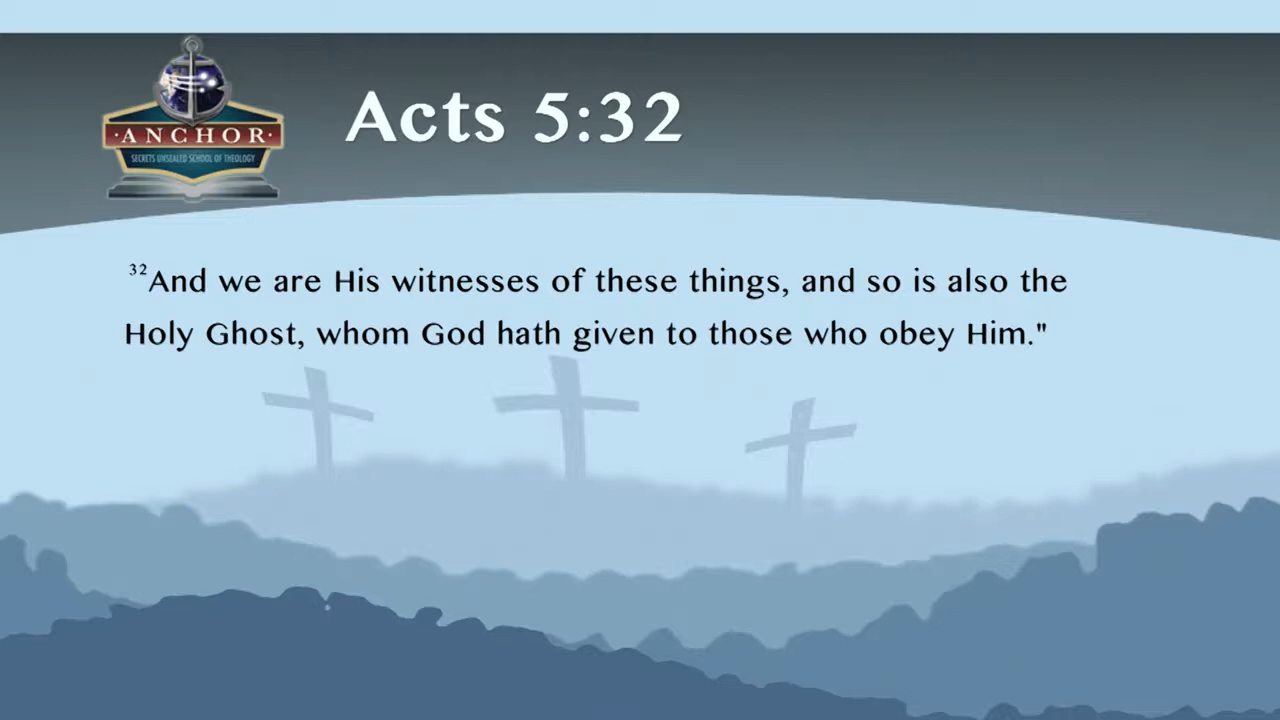 ·ANCHOR·
SECRETS UNSEALED SCHOOL OF THEOLOGY
Acts 5:32
³²And we are His witnesses of these things, and so is also the
Holy Ghost, whom God hath given to those who obey Him."